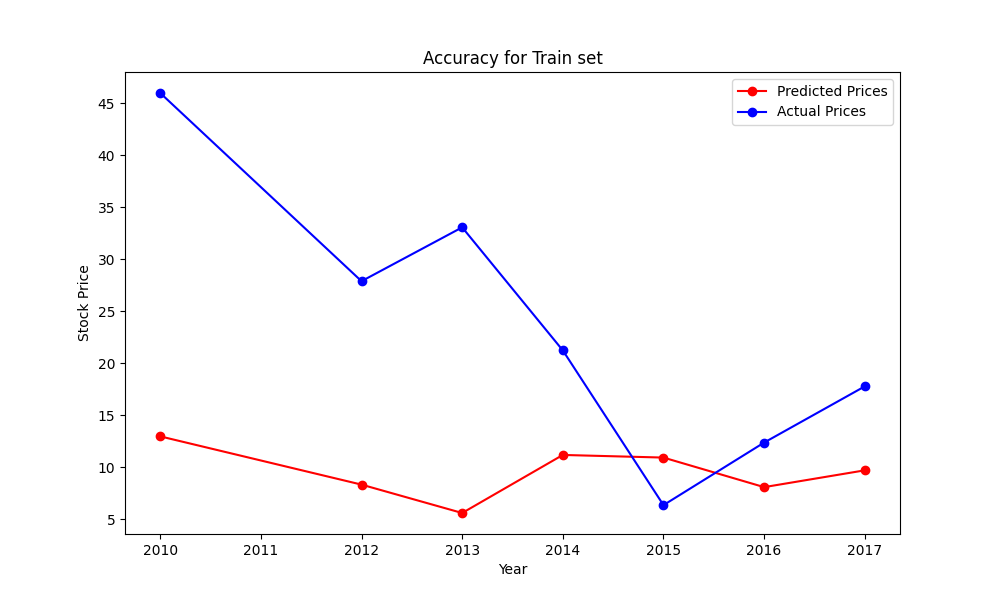 Accuracy for Train set
Predicted Prices
Actual Prices
Stock Price
45
40
35
30
25
20
15
10
5
2010 2011 2012 2013 2014 2015 2016 2017
Year